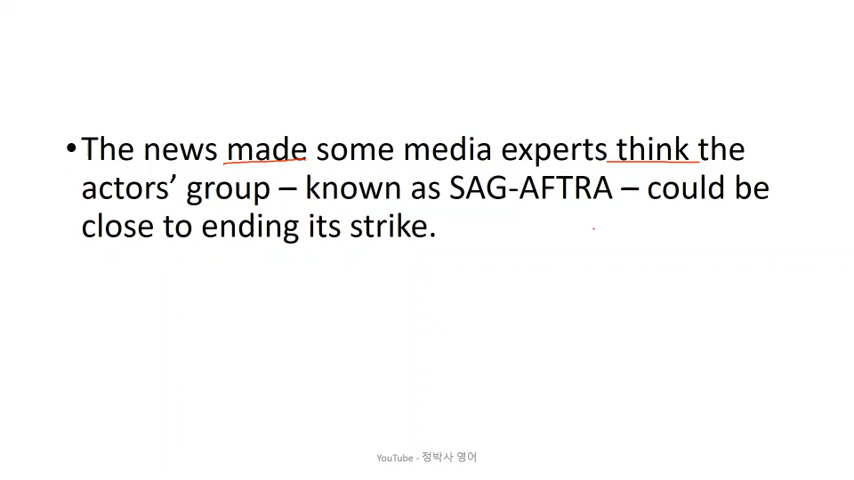 •The news made some media experts think the
actors’ group – known as SAG-AFTRA – could be
close to ending its strike.
YouTube - 정박사 영어